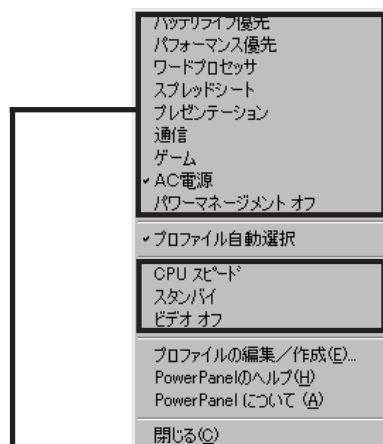 バッテリライフ優先
パフォーマンス優先
ワードプロセッサ
スプレッドシート
プレゼンテーション
通信
ゲーム
AC電源
パワーマネージメント オフ
プロファイル自動選択
CPU スピード
スタンバイ
ビデオ オフ
プロファイルの編集／作成(E)...
PowerPanelのヘルプ(H)
PowerPanel について (A)
閉じる(C)